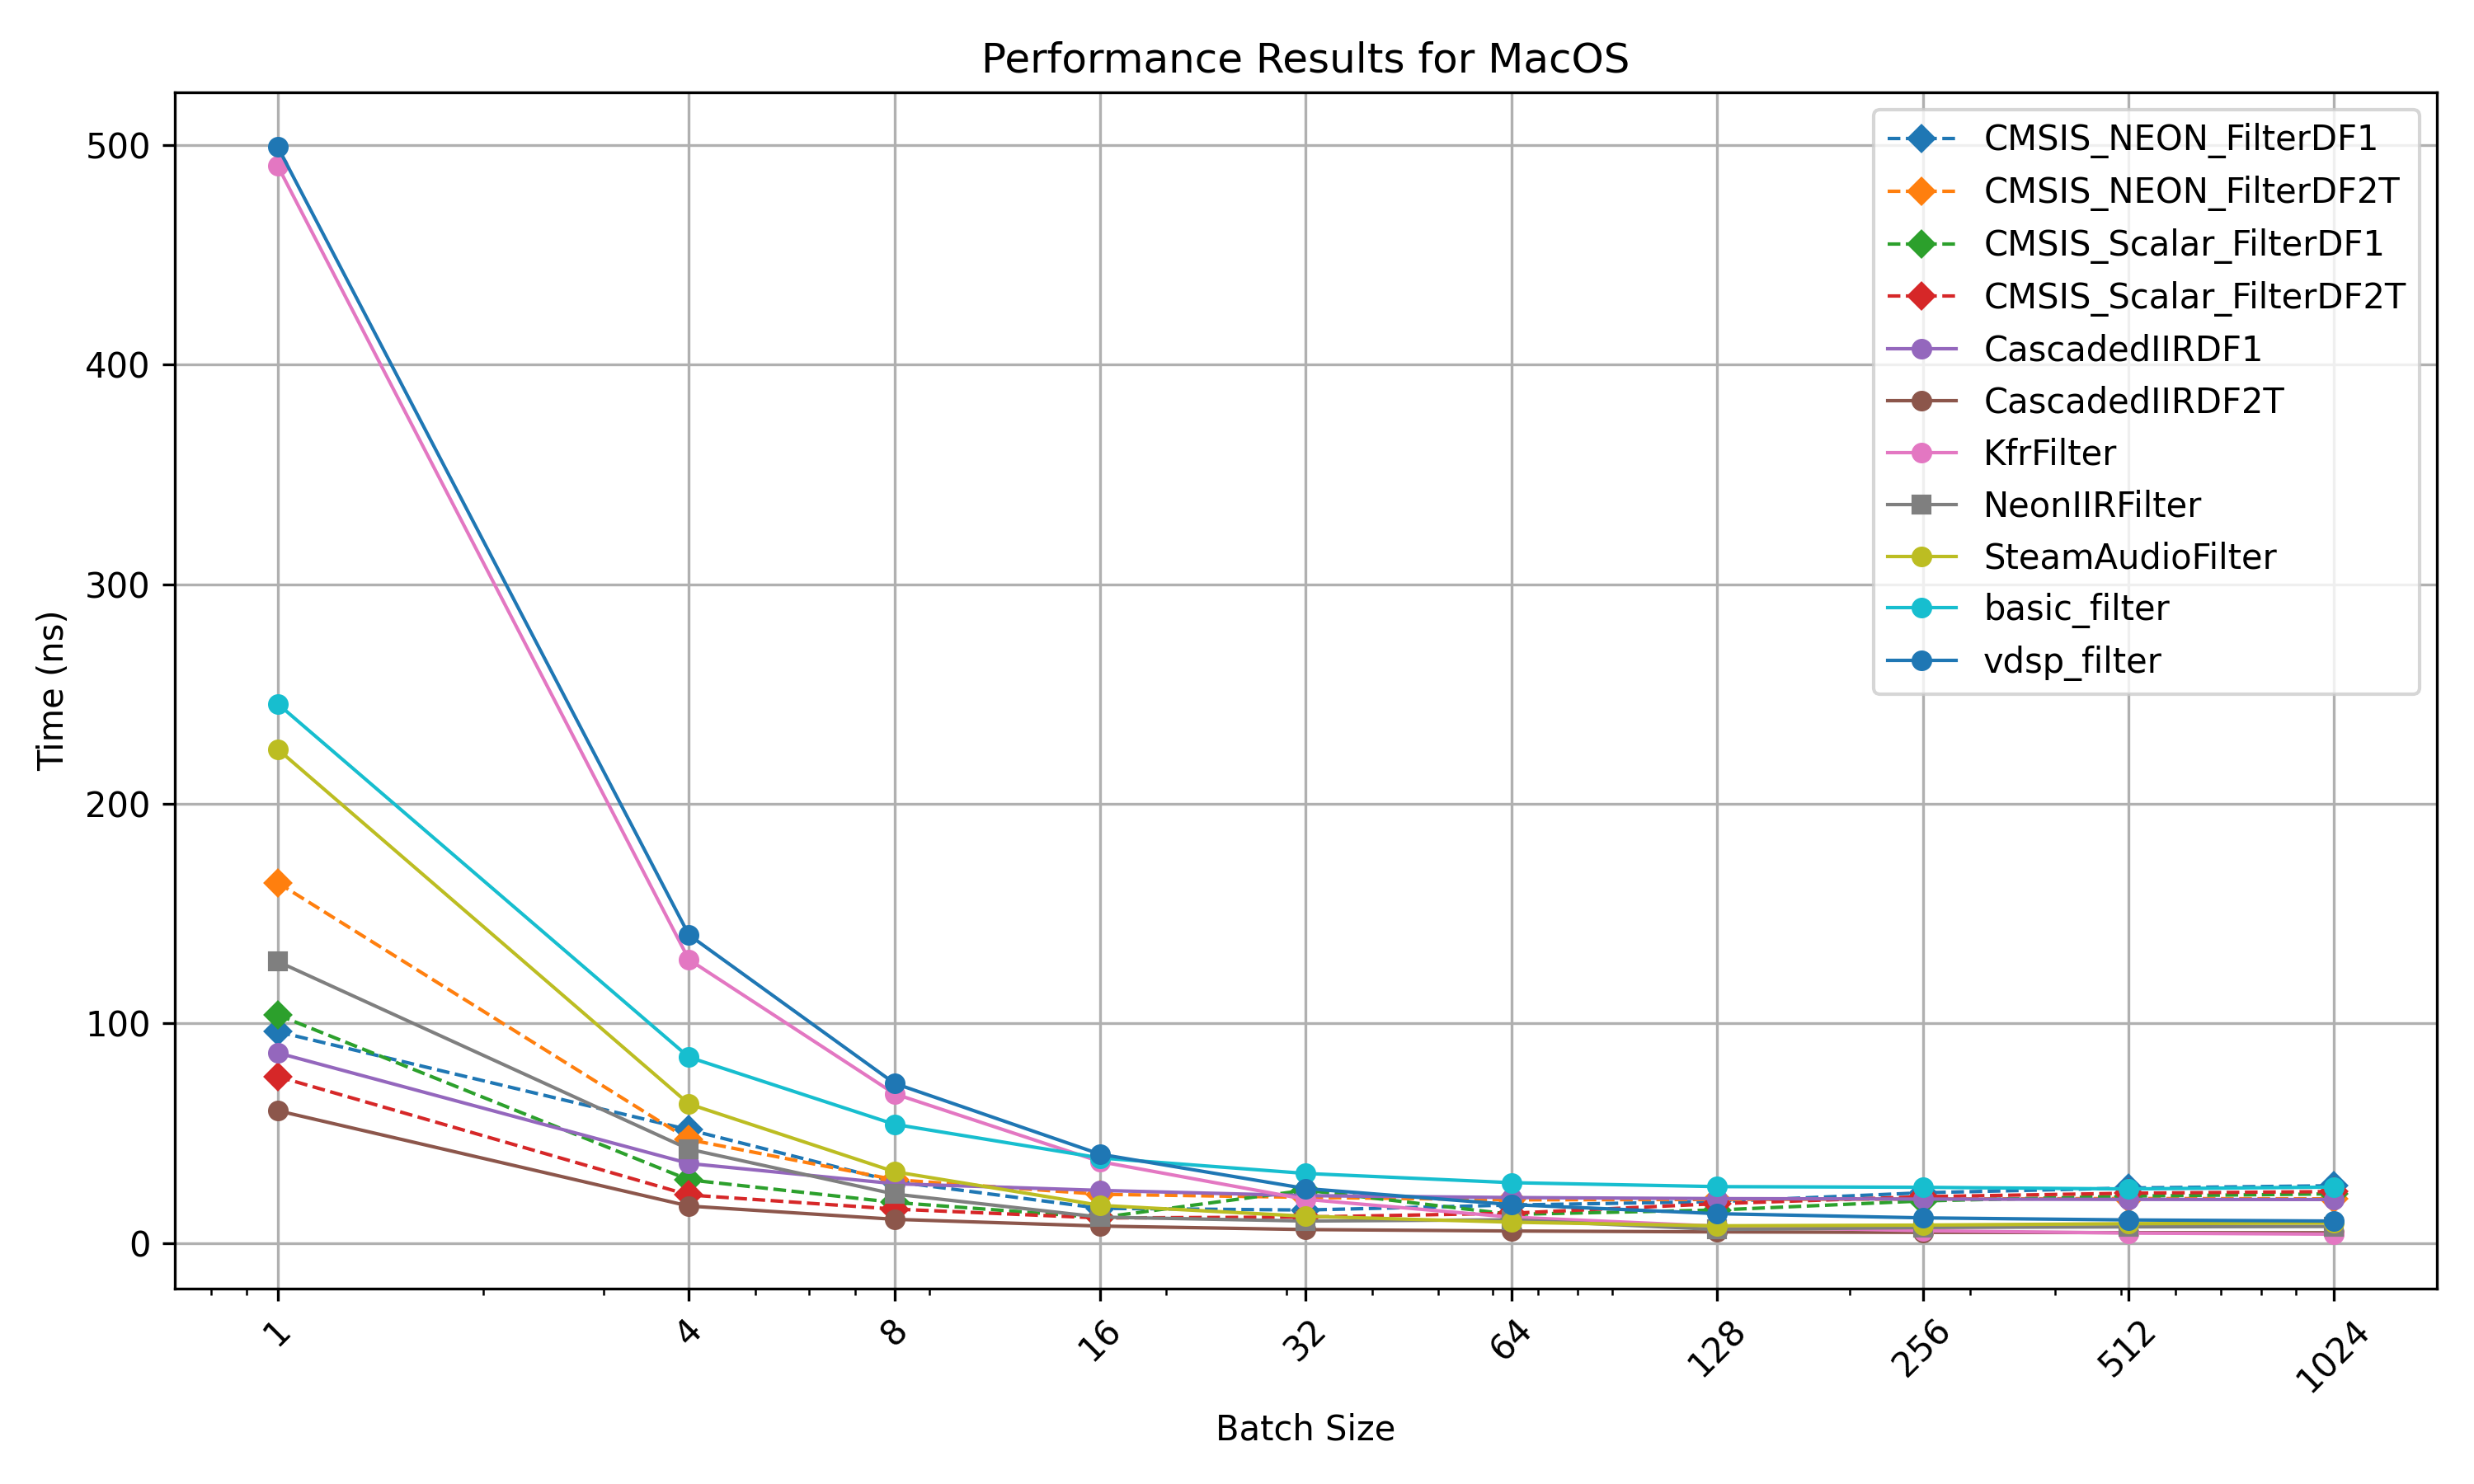 Performance Results for MacOS
500
400
300
200
100
0
Time (ns)
CMSIS_NEON_FilterDF1
CMSIS_NEON_FilterDF2T
CMSIS_Scalar_FilterDF1
CMSIS_Scalar_FilterDF2T
CascadedIIRDF1
CascadedIIRDF2T
KfrFilter
NeonIIRFilter
SteamAudioFilter
basic_filter
vdsp_filter
1
4
8
16
32
64
128
256
512
1024
Batch Size